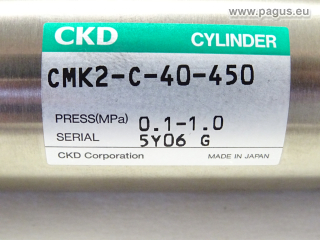 www.pagus.eu
CKD CYLINDER
CMK2-C-40-450
PRESS(MPa) 0.1-1.0
SERIAL 5Y06 G
CKD Corporation MADE IN JAPAN